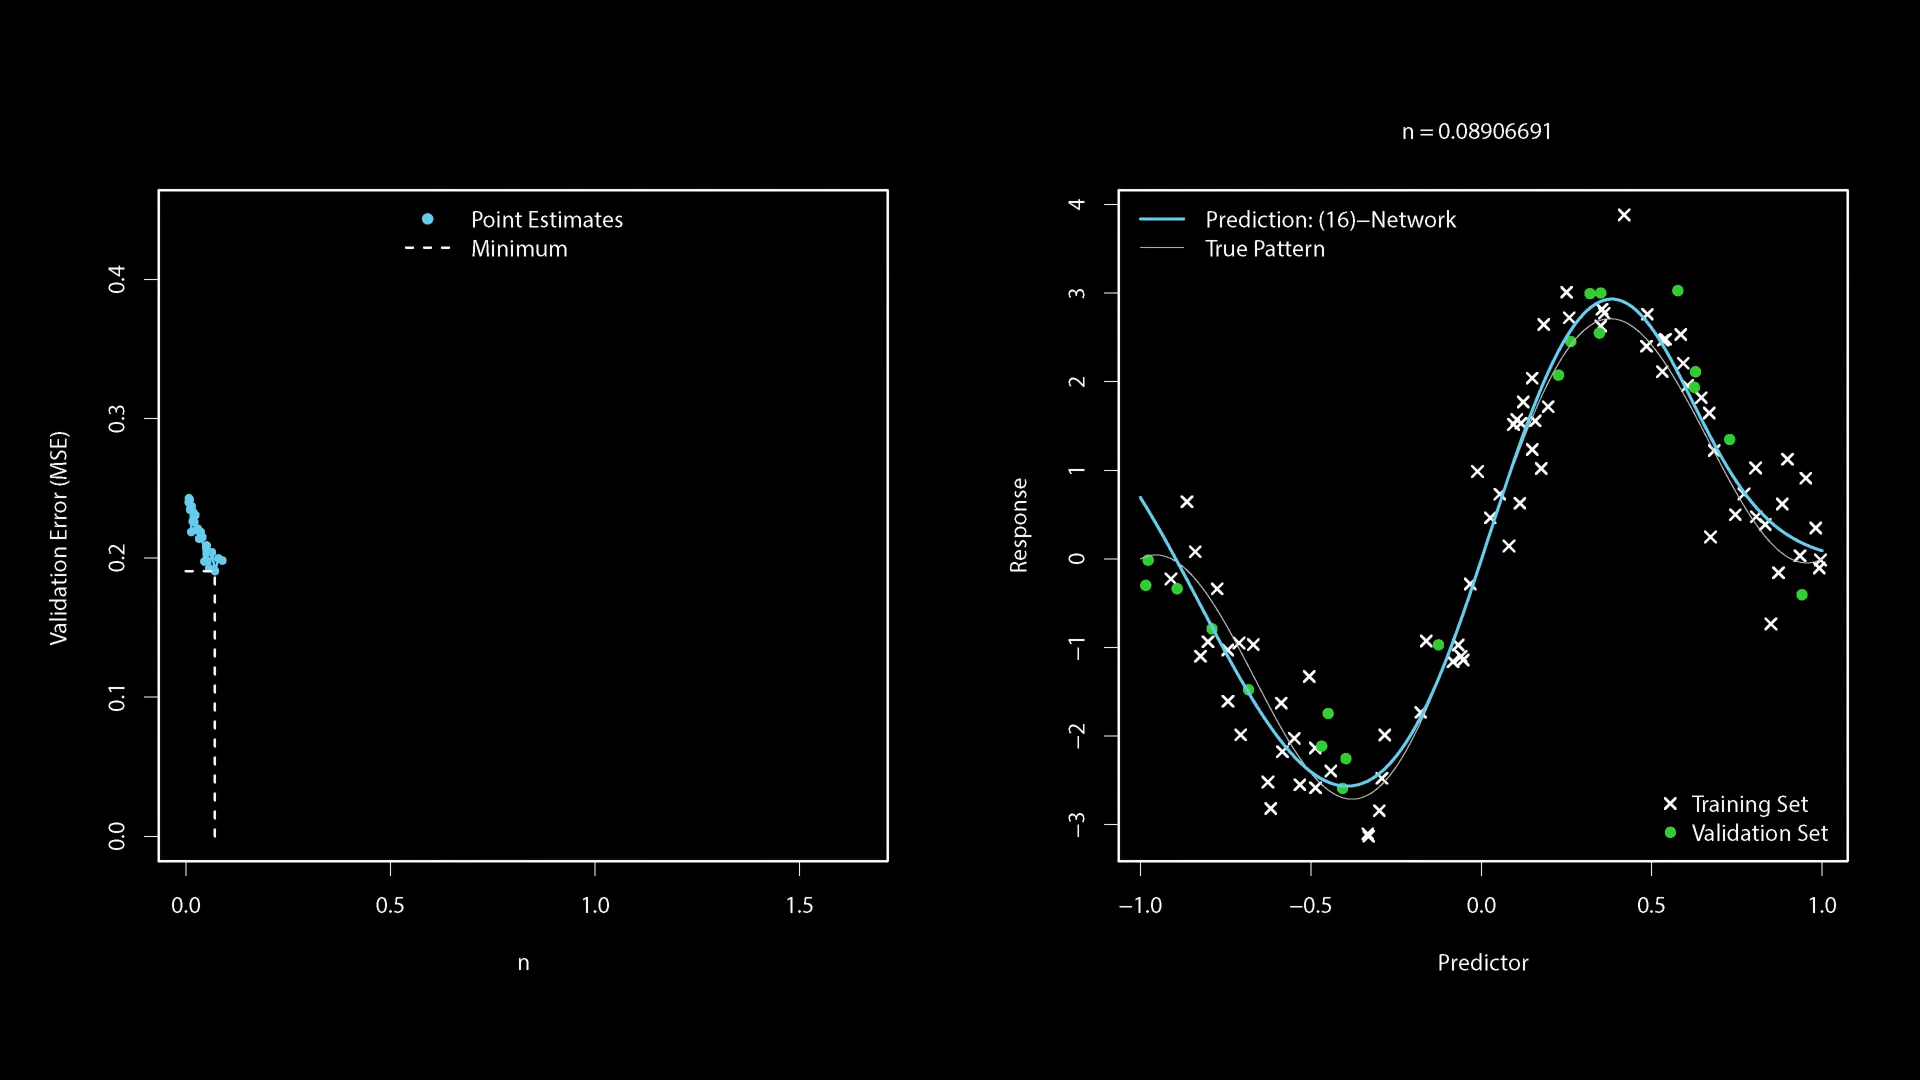 n = 0.08906691
Point Estimates
Minimum
0.4
0.3
0.2
0.1
0.0
Validation Error (MSE)
0.0 0.5 1.0 1.5
n
Prediction: (16)−Network
True Pattern
4
3
2
1
0
−1
−2
−3
Response
Training Set
Validation Set
−1.0 −0.5 0.0 0.5 1.0
Predictor